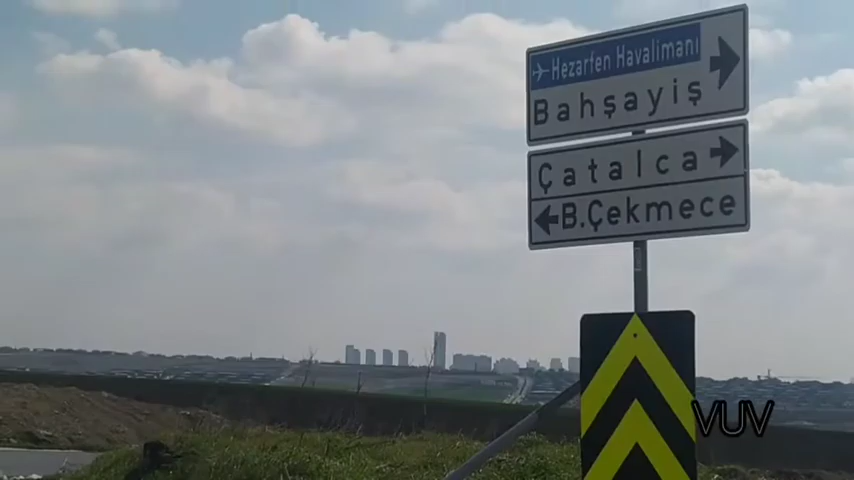 Hezarfen Havalimanı
Bahşayiş
Çatalca
B.Çekmece
VUV